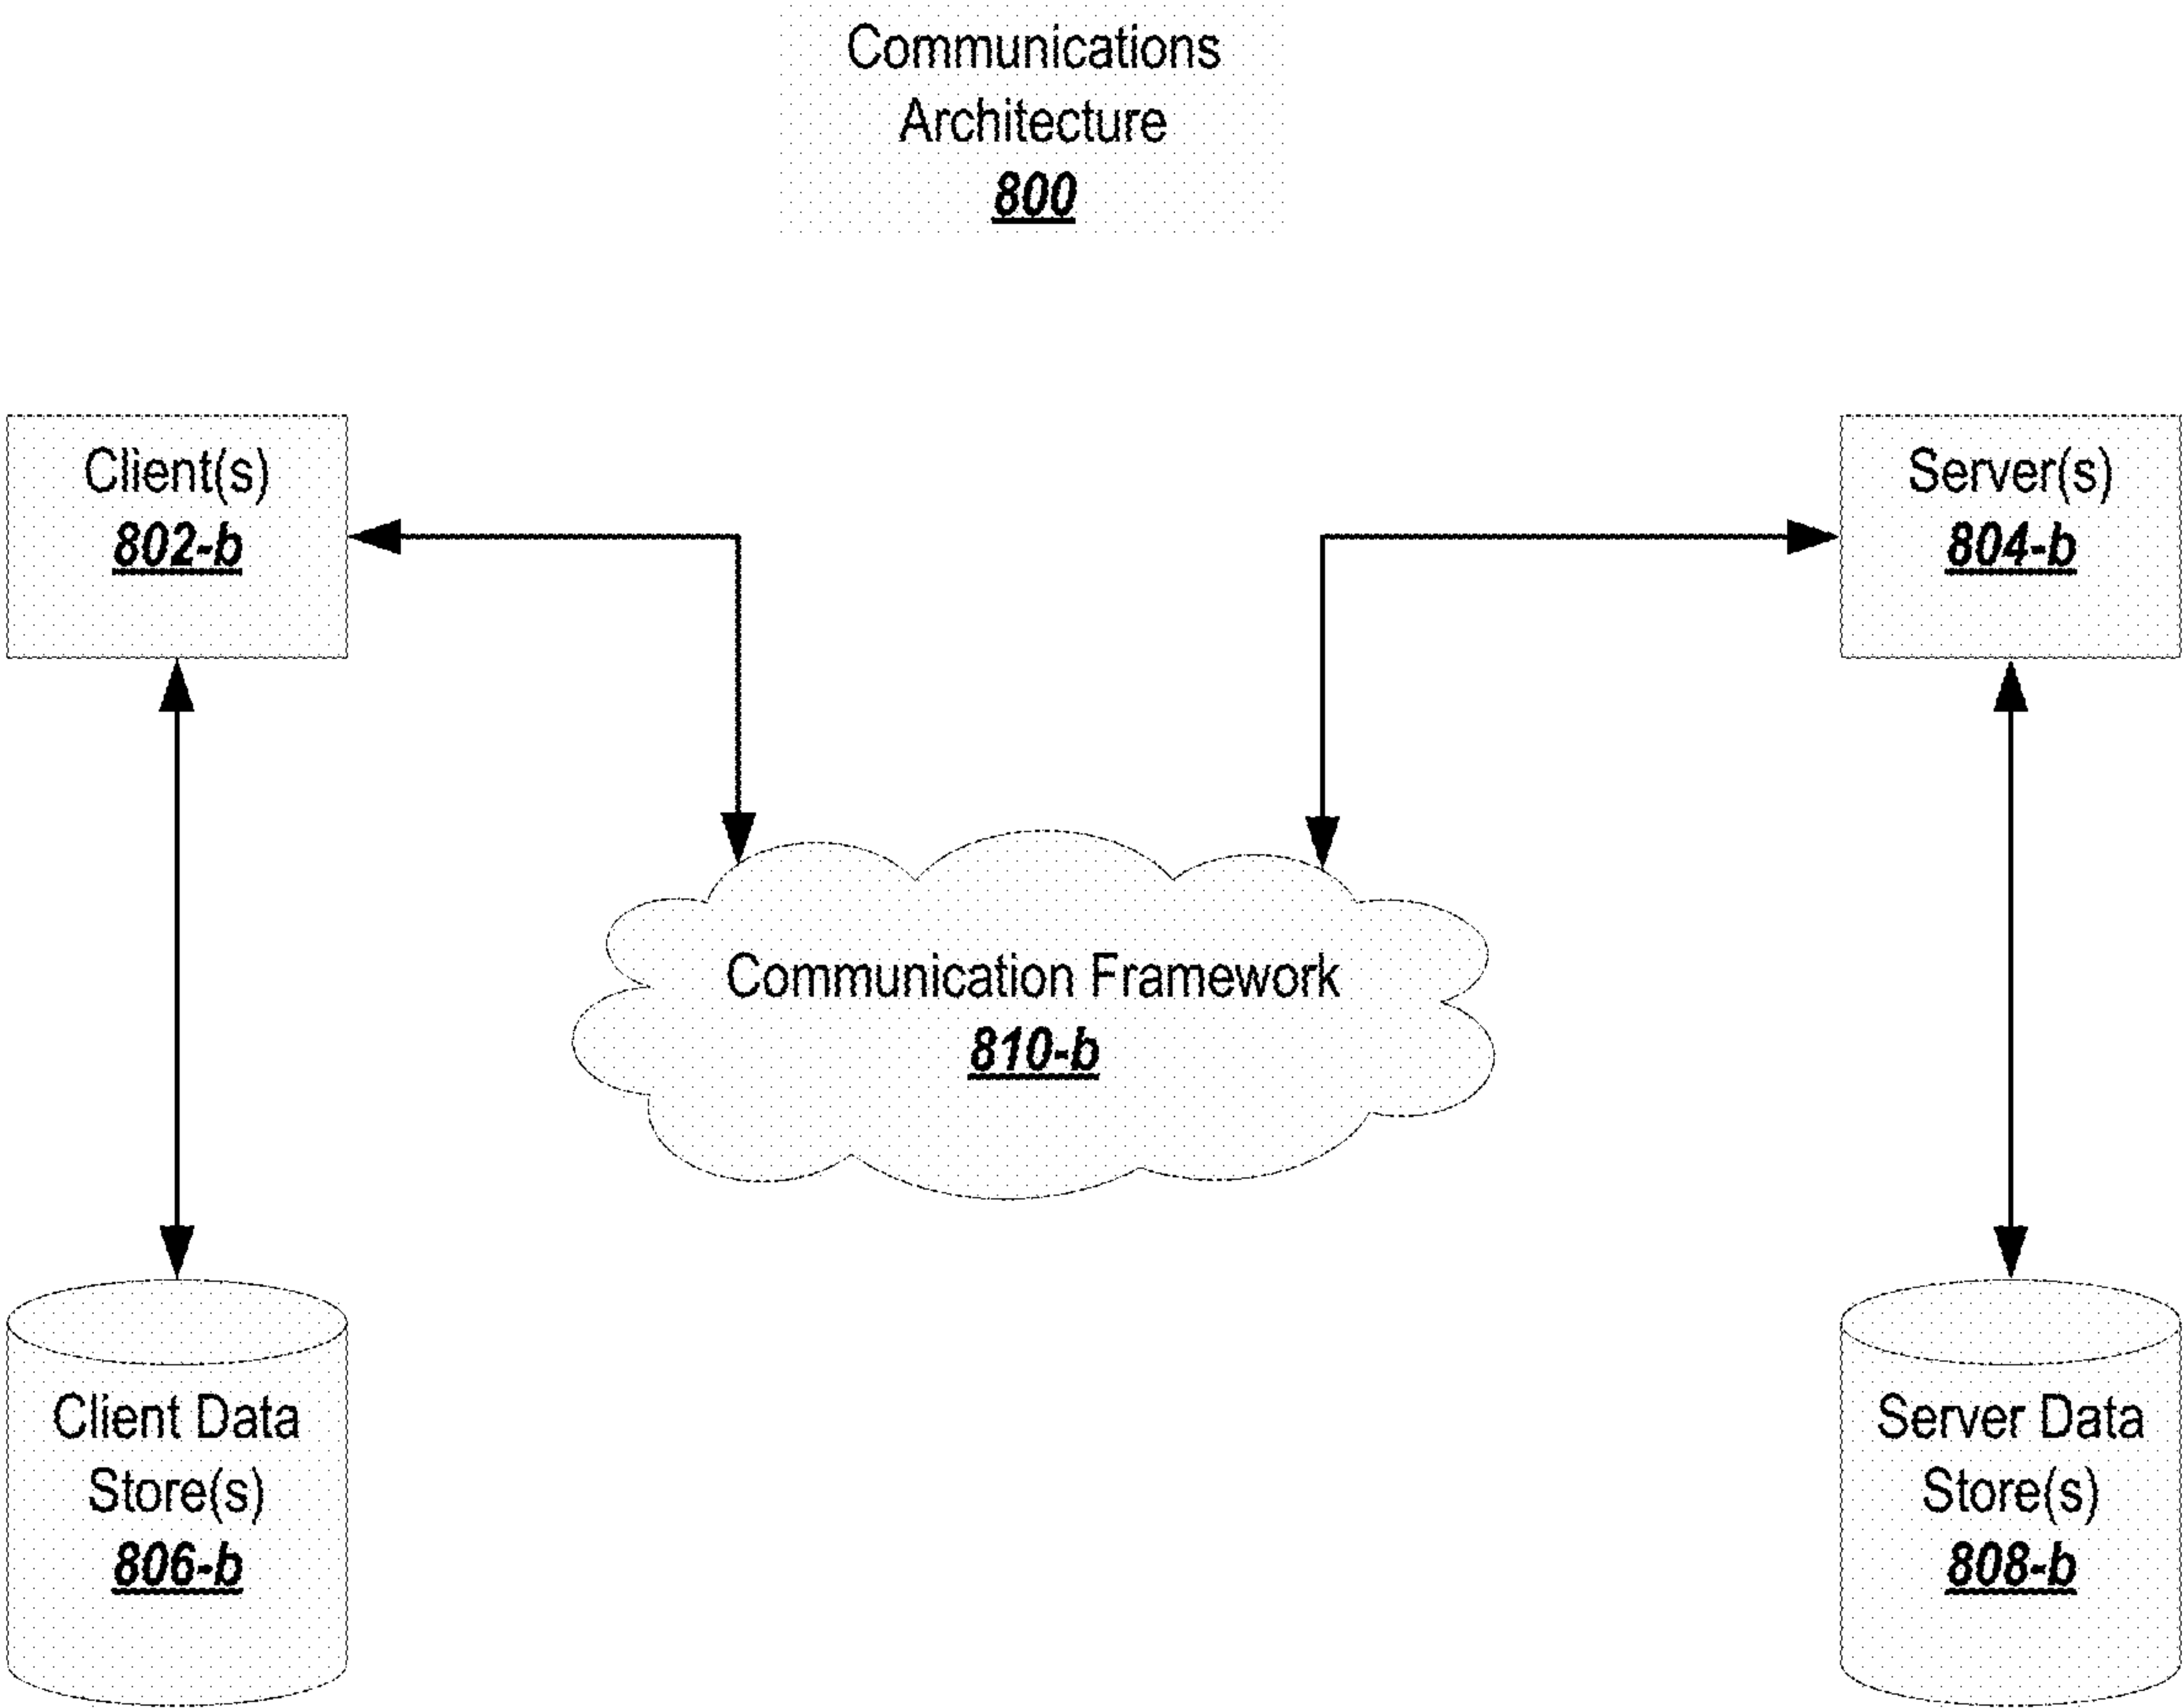 Communications
Architecture
800
Client(s)
802-b
Server(s)
804-b
Communication Framework
810-b
Client Data
Store(s)
806-b
Server Data
Store(s)
808-b